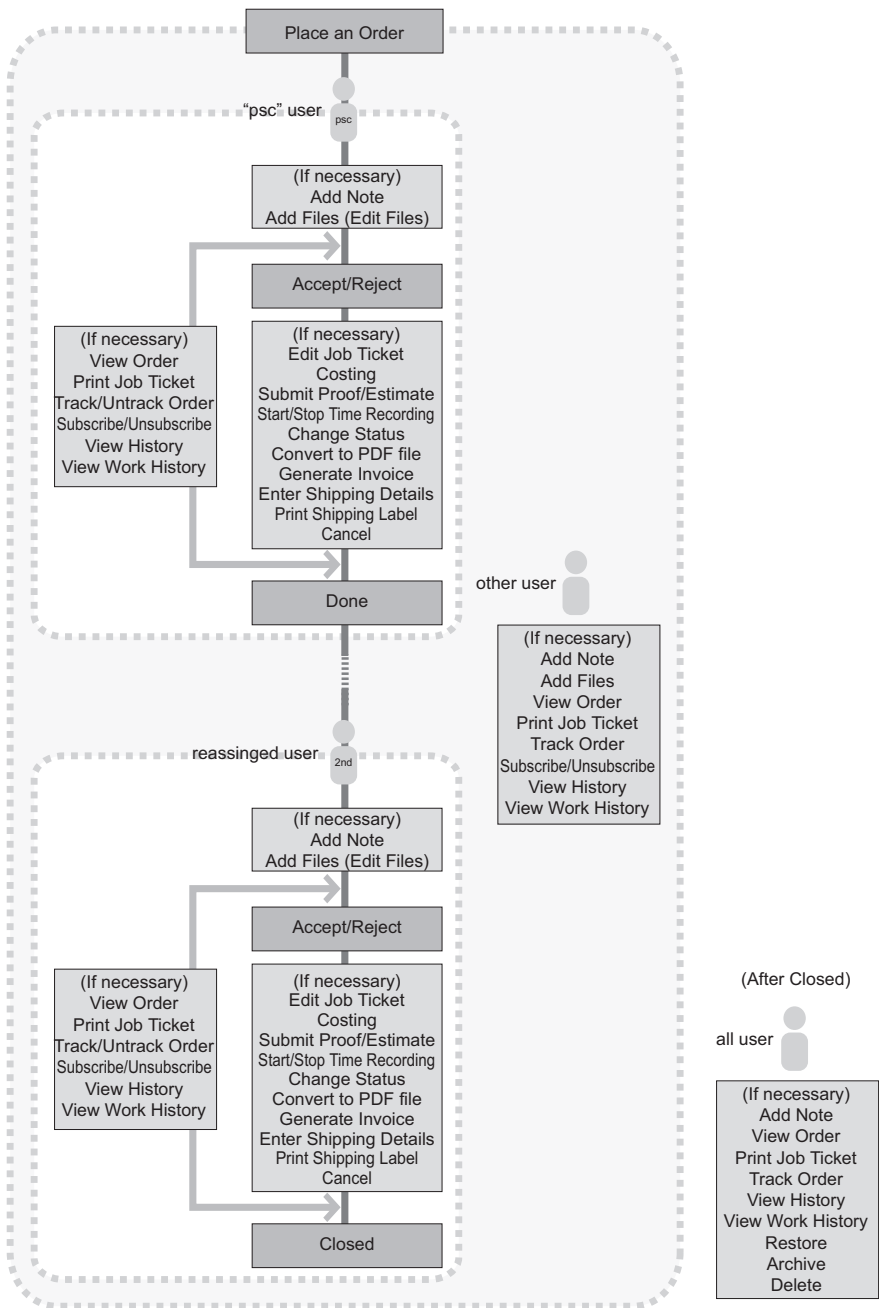 Place an Order
“psc” user
psc
(If necessary)
Add Note
Add Files (Edit Files)
Accept/Reject
(If necessary)
View Order
Print Job Ticket
Track/Untrack Order
Subscribe/Unsubscribe
View History
View Work History
(If necessary)
Edit Job Ticket
Costing
Submit Proof/Estimate
Start/Stop Time Recording
Change Status
Convert to PDF file
Generate Invoice
Enter Shipping Details
Print Shipping Label
Cancel
Done
other user
(If necessary)
Add Note
Add Files
View Order
Print Job Ticket
Track Order
Subscribe/Unsubscribe
View History
View Work History
reassinged user
2nd
(If necessary)
Add Note
Add Files (Edit Files)
Accept/Reject
(If necessary)
View Order
Print Job Ticket
Track/Untrack Order
Subscribe/Unsubscribe
View History
View Work History
(If necessary)
Edit Job Ticket
Costing
Submit Proof/Estimate
Start/Stop Time Recording
Change Status
Convert to PDF file
Generate Invoice
Enter Shipping Details
Print Shipping Label
Cancel
Closed
(After Closed)
all user
(If necessary)
Add Note
View Order
Print Job Ticket
Track Order
View History
View Work History
Restore
Archive
Delete